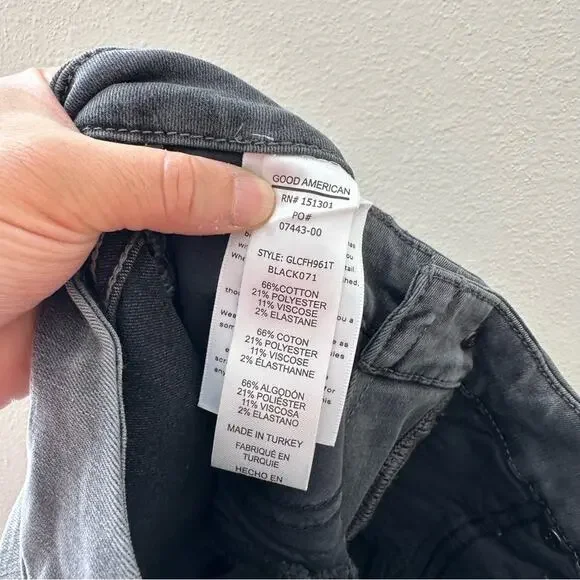 GOOD AMERICAN
RN# 151301
PO#
07443-00
STYLE: GLCFH961T
BLACK071
66%COTTON
21% POLYESTER
11% VISCOSE
2% ELASTANE
66% COTON
21% POLYESTER
11% VISCOSE
2% ÉLASTHANNE
66%ALGODÓN
21% POLIÉSTER
11% VISCOSA
2% ELASTANO
MADE IN TURKEY
FABRIQUÉ EN
TURQUIE
HECHO EN